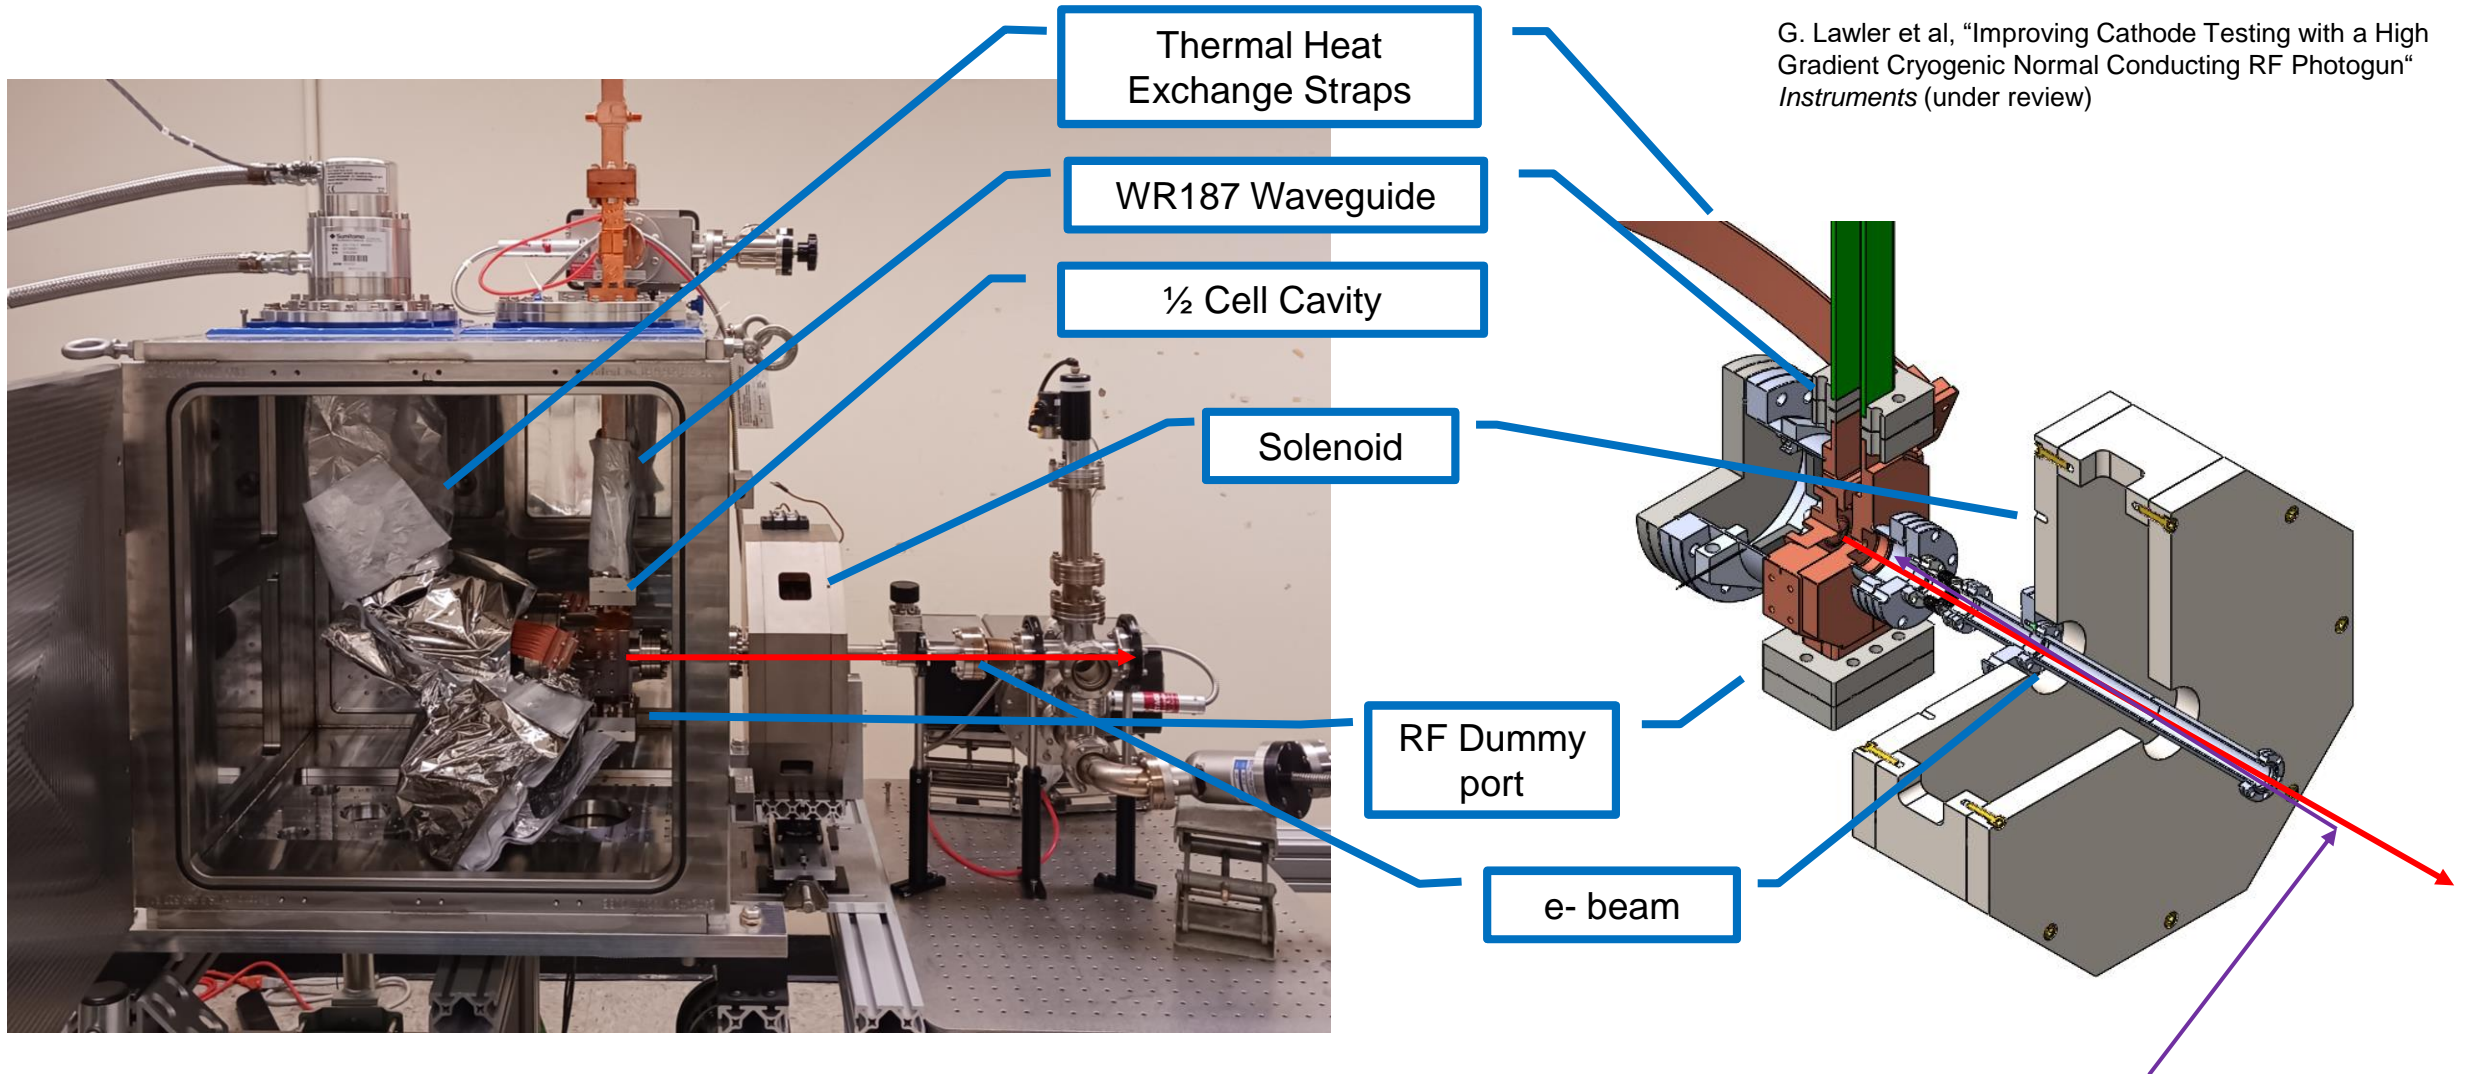 Thermal Heat
Exchange Straps
WR187 Waveguide
½ Cell Cavity
Solenoid
RF Dummy
port
e- beam
G. Lawler et al, “Improving Cathode Testing with a High
Gradient Cryogenic Normal Conducting RF Photogun“
Instruments (under review)
Sumitomo